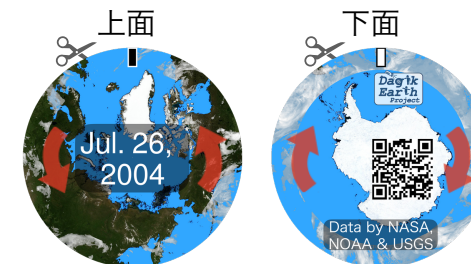 上面
下面
Jul. 26,
2004
Dagik
Earth
Project
Data by NASA,
NOAA & USGS